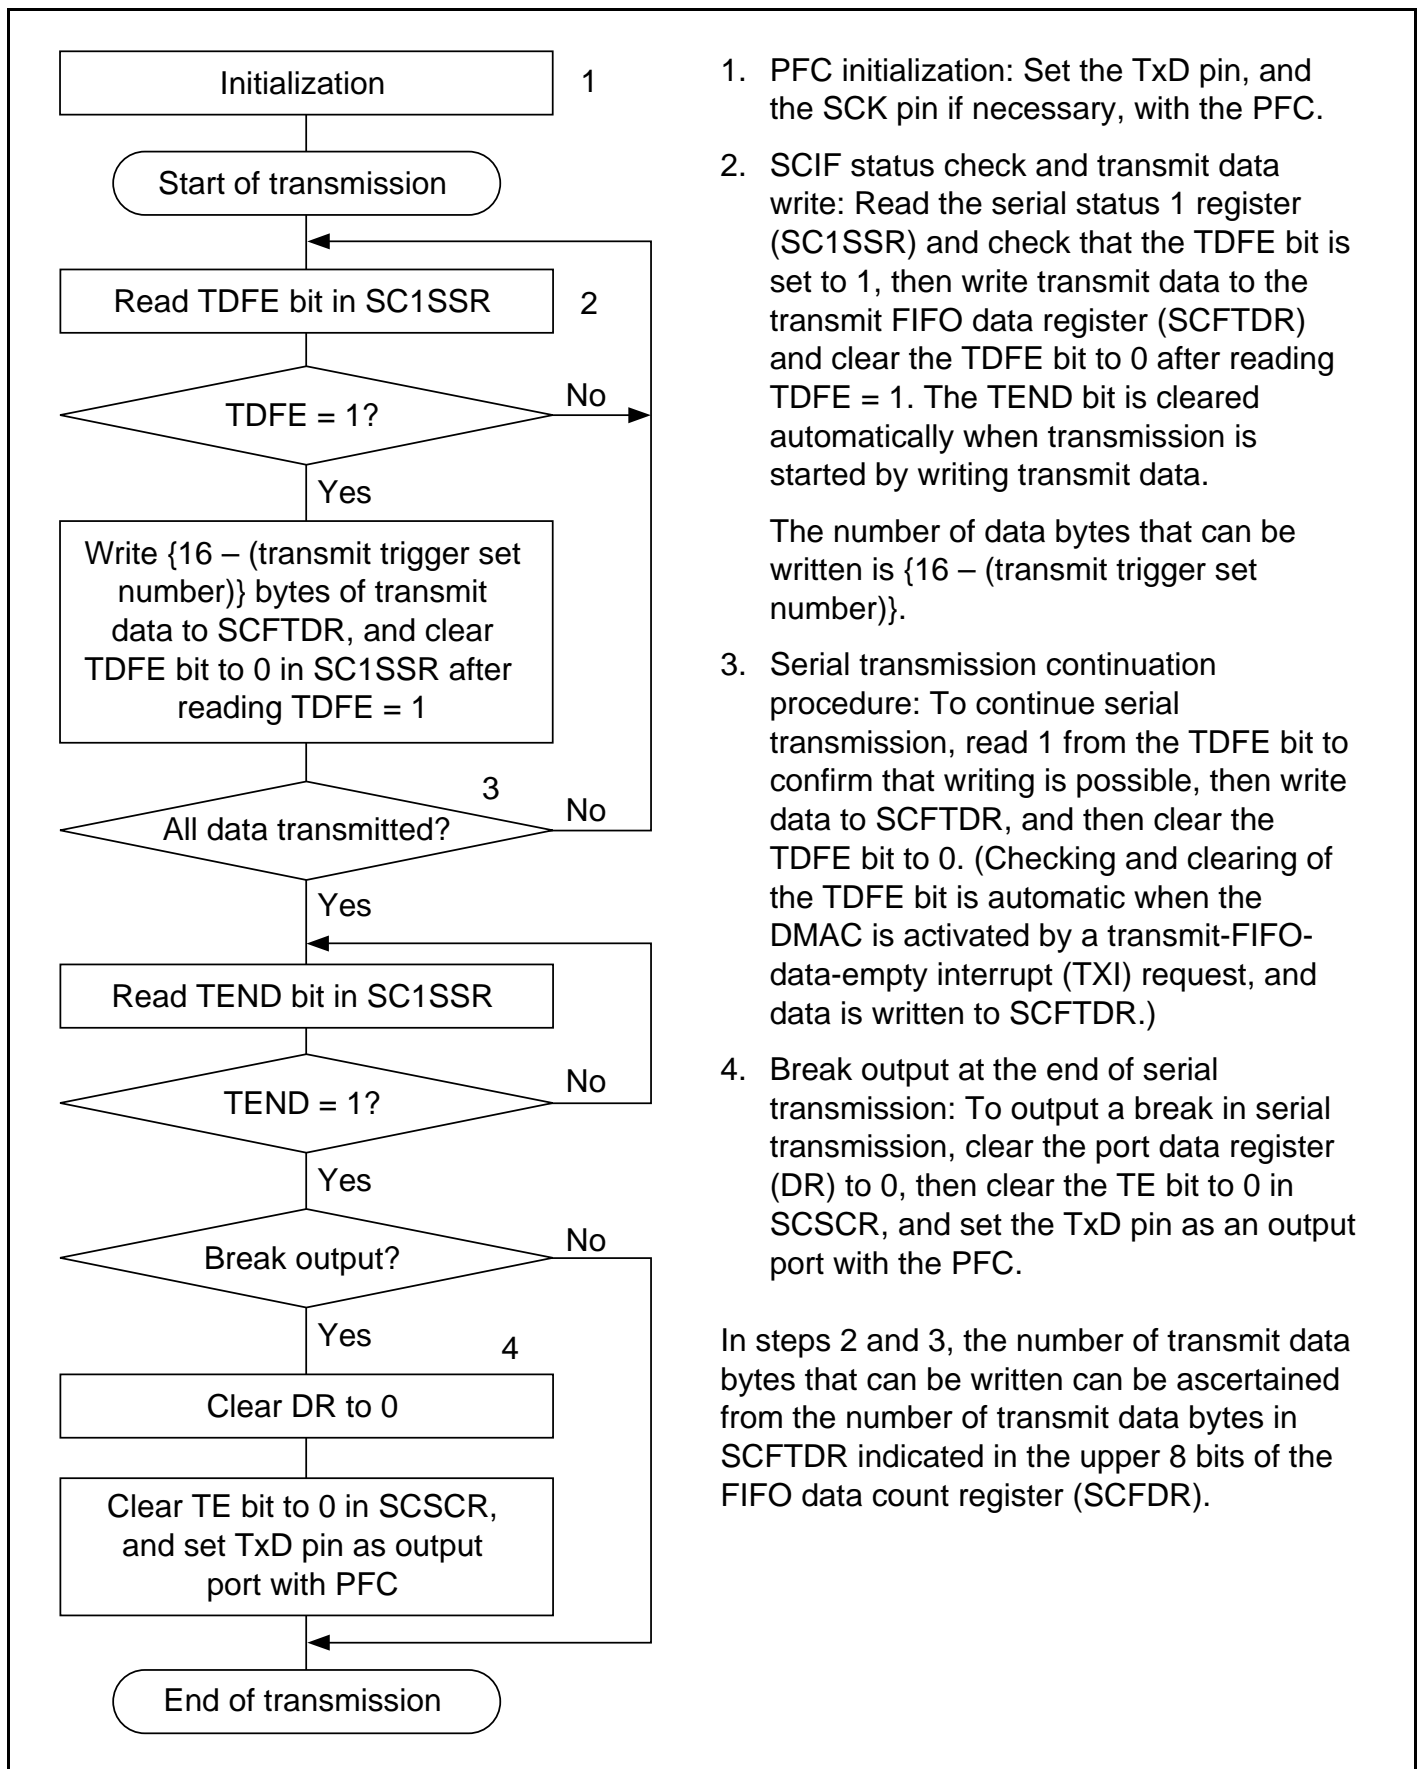 Initialization
1
Start of transmission
Read TDFE bit in SC1SSR
2
TDFE = 1?
No
Yes
Write {16 – (transmit trigger set
number)} bytes of transmit
data to SCFTDR, and clear
TDFE bit to 0 in SC1SSR after
reading TDFE = 1
3
All data transmitted?
No
Yes
Read TEND bit in SC1SSR
TEND = 1?
No
Yes
Break output?
No
Yes
4
Clear DR to 0
Clear TE bit to 0 in SCSCR,
and set TxD pin as output
port with PFC
End of transmission
1. PFC initialization: Set the TxD pin, and
the SCK pin if necessary, with the PFC.
2. SCIF status check and transmit data
write: Read the serial status 1 register
(SC1SSR) and check that the TDFE bit is
set to 1, then write transmit data to the
transmit FIFO data register (SCFTDR)
and clear the TDFE bit to 0 after reading
TDFE = 1. The TEND bit is cleared
automatically when transmission is
started by writing transmit data.
The number of data bytes that can be
written is {16 – (transmit trigger set
number)}.
3. Serial transmission continuation
procedure: To continue serial
transmission, read 1 from the TDFE bit to
confirm that writing is possible, then write
data to SCFTDR, and then clear the
TDFE bit to 0. (Checking and clearing of
the TDFE bit is automatic when the
DMAC is activated by a transmit-FIFO-
data-empty interrupt (TXI) request, and
data is written to SCFTDR.)
4. Break output at the end of serial
transmission: To output a break in serial
transmission, clear the port data register
(DR) to 0, then clear the TE bit to 0 in
SCSCR, and set the TxD pin as an output
port with the PFC.
In steps 2 and 3, the number of transmit data
bytes that can be written can be ascertained
from the number of transmit data bytes in
SCFTDR indicated in the upper 8 bits of the
FIFO data count register (SCFDR).